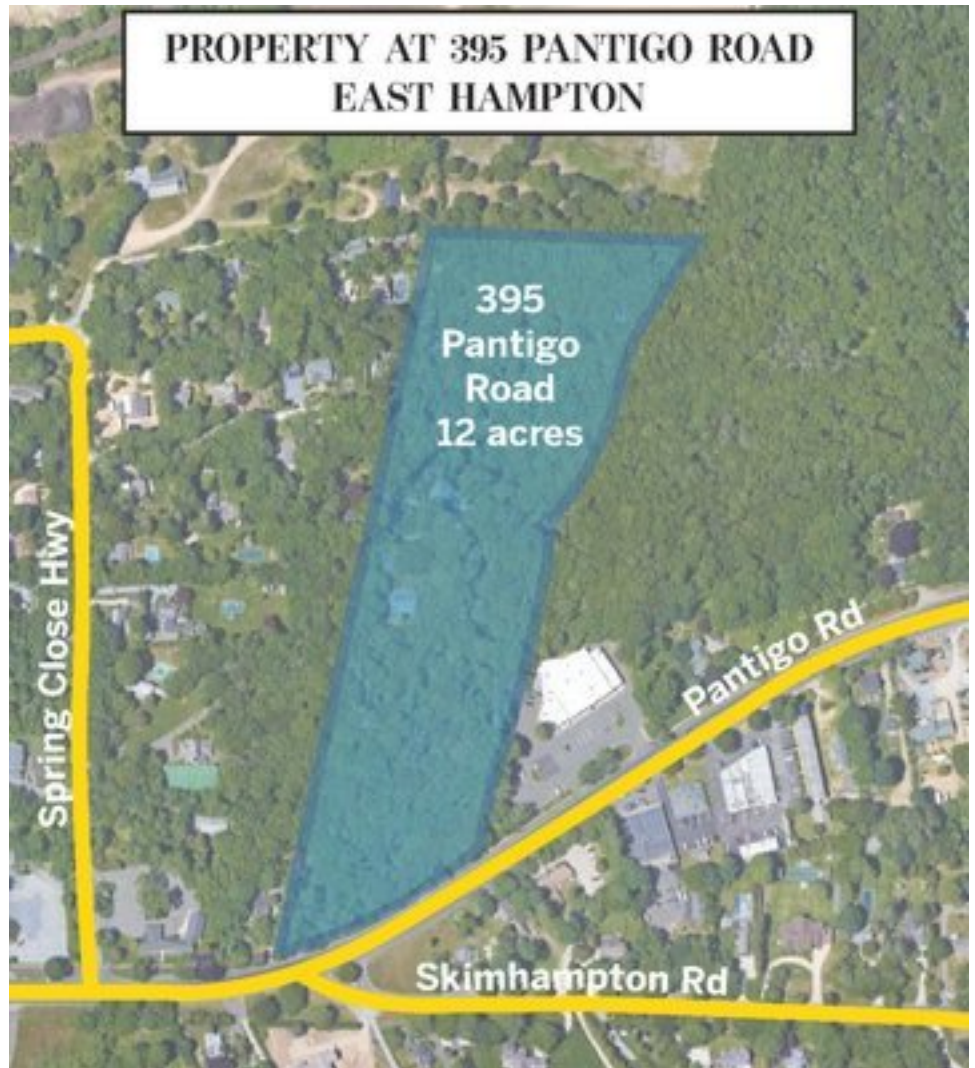 PROPERTY AT 395 PANTIGO ROAD
EAST HAMPTON
395
Pantigo
Road
12 acres
Spring Close Hwy
Pantigo Rd
Skimhampton Rd